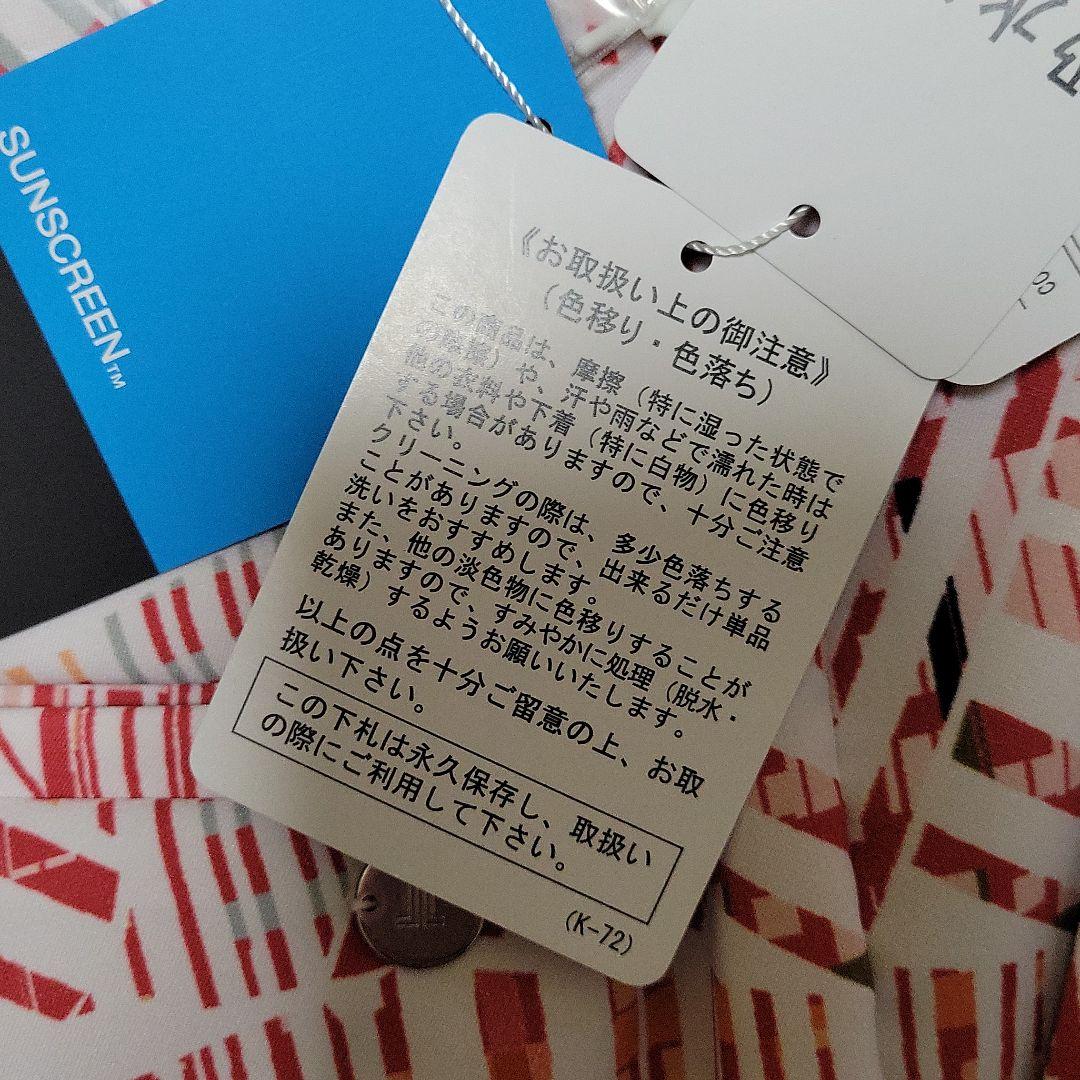 SUNSCREEN™
《お取扱い上の御注意》
(色移り・色落ち)
この商品は、摩擦(特に湿った状態で
の摩擦)や、汗や雨などで濡れた時は
他の衣料や下着(特に白物)に色移り
する場合がありますので、十分ご注意
下さい。
クリーニングの際は、多少色落ちする
ことがありますので、出来るだけ単品
洗いをおすすめします。
また、他の淡色物に色移りすることが
ありますので、すみやかに処理(脱水・
乾燥)するようお願いいたします。
以上の点を十分ご留意の上、お取
扱い下さい。
この下札は永久保存し、取扱い
の際にご利用して下さい。
(K-72)
水